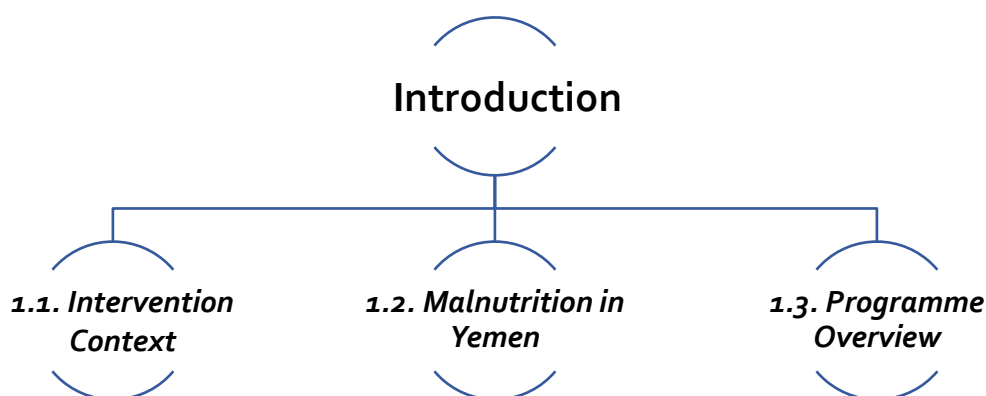 Introduction
1.1. Intervention
Context
1.2. Malnutrition in
Yemen
1.3. Programme
Overview